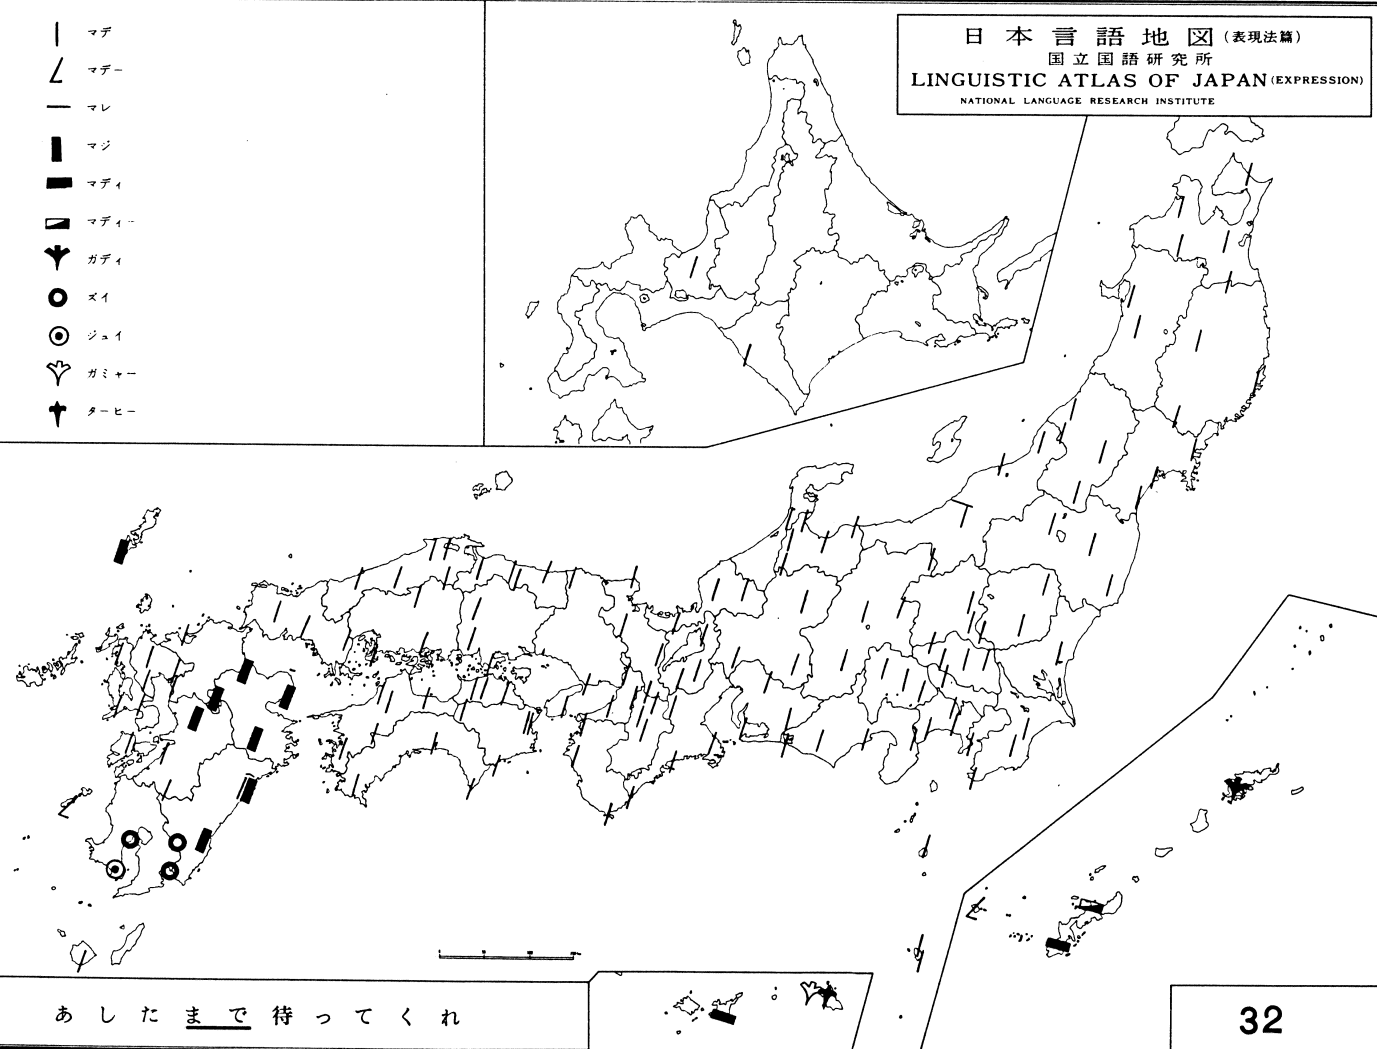 マデ
マデー
マレ
マジ
マディ
マディー
ガディ
ズイ
ジュイ
ガミャー
ターヒー
日本言語地図(表現法篇)
国立国語研究所
LINGUISTIC ATLAS OF JAPAN (EXPRESSION)
NATIONAL LANGUAGE RESEARCH INSTITUTE
あしたまで待ってくれ
32